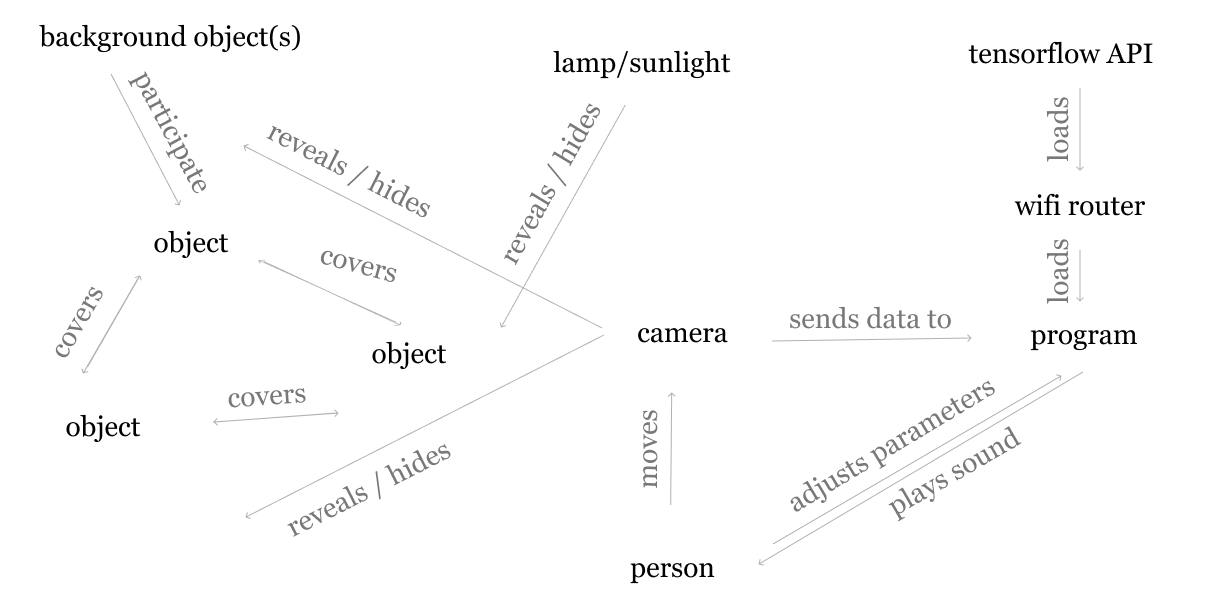 background object(s)
lamp/sunlight
tensorflow API
participate
reveals / hides
reveals / hides
loads
wifi router
object
covers
loads
covers
object
camera
sends data to
program
covers
object
reveals / hides
moves
adjusts parameters
plays sound
person